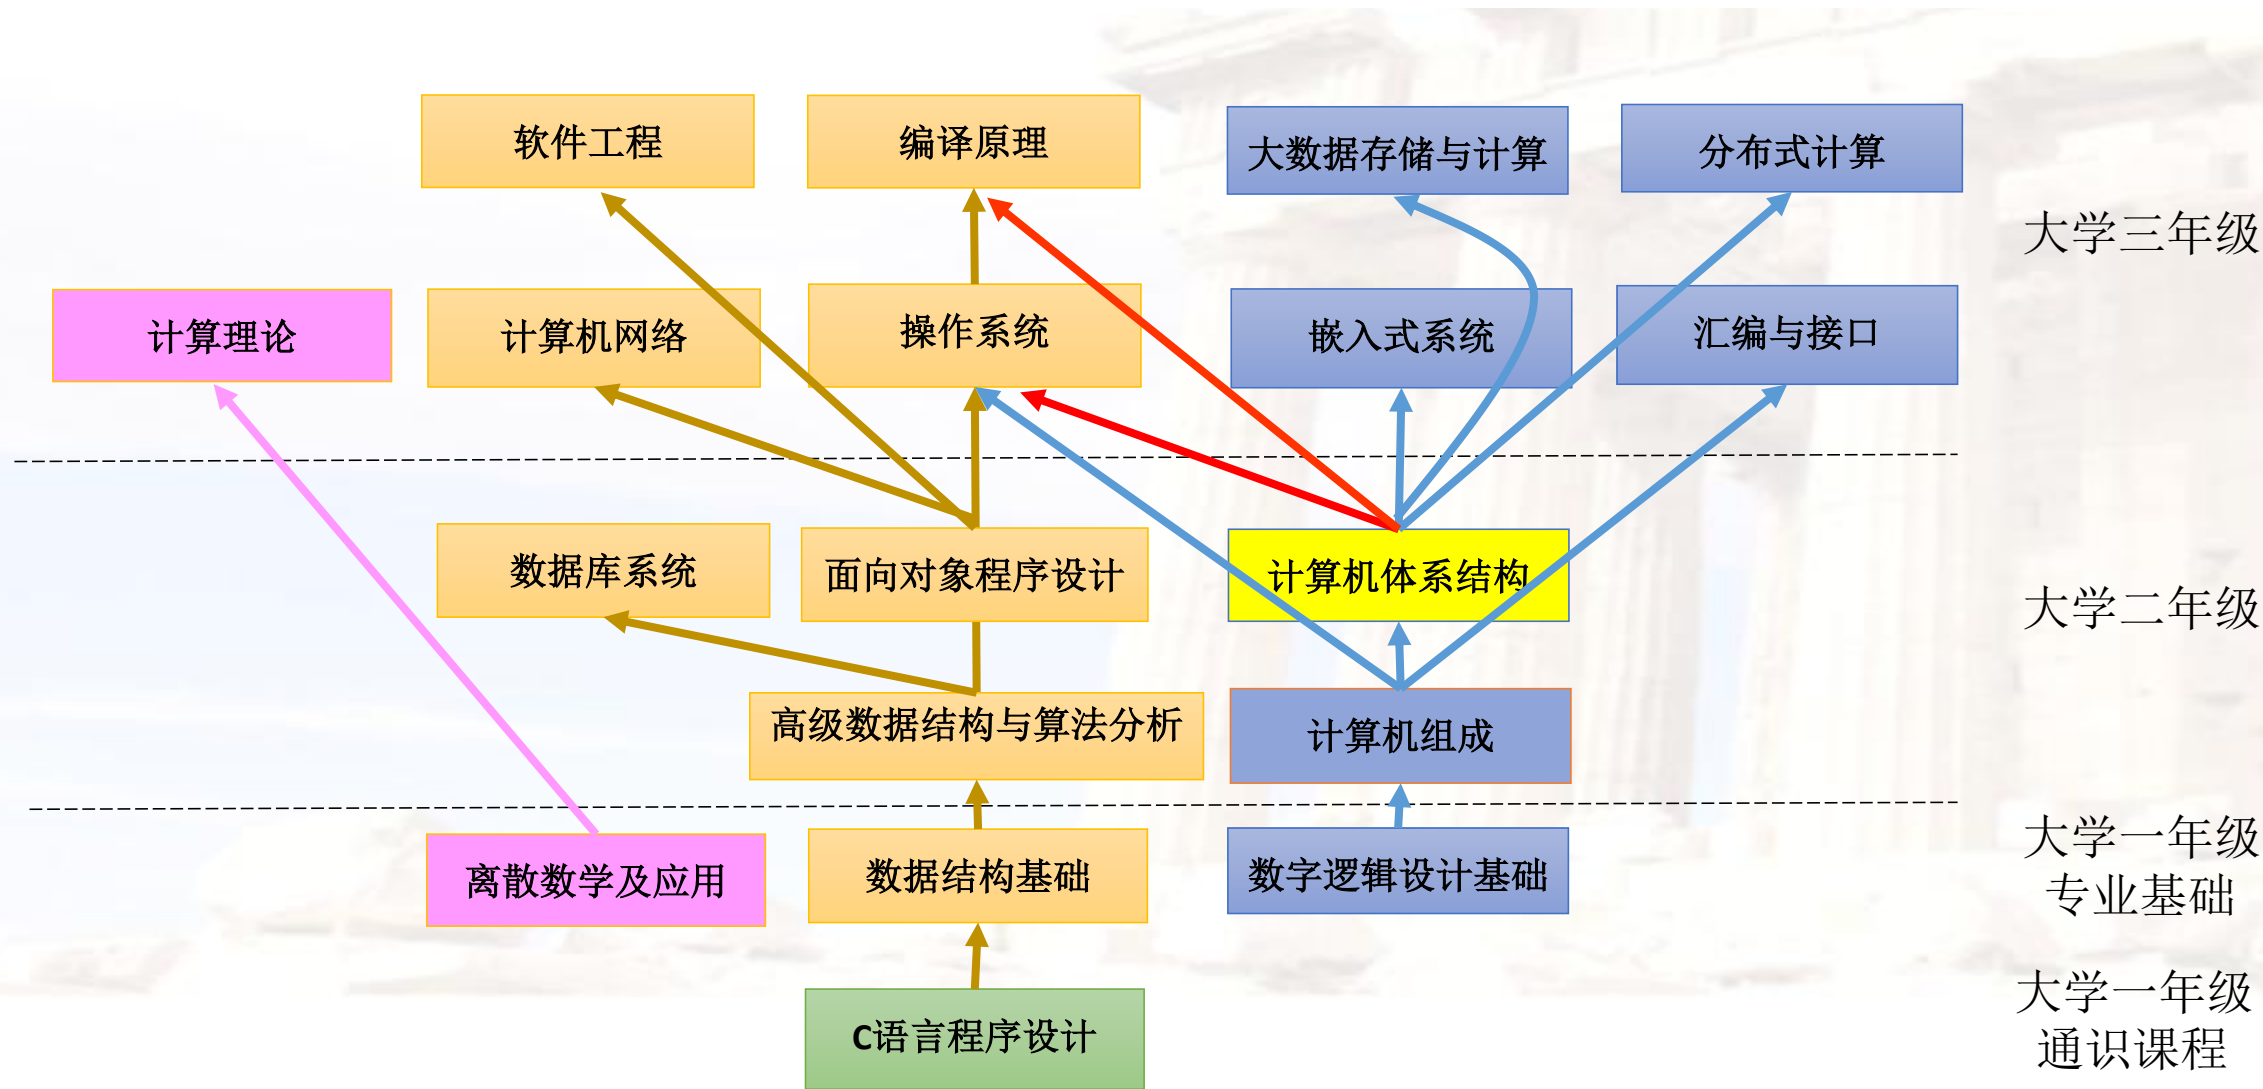 软件工程
编译原理
大数据存储与计算
分布式计算
大学三年级
计算理论
计算机网络
操作系统
嵌入式系统
汇编与接口
数据库系统
面向对象程序设计
计算机体系结构
大学二年级
高级数据结构与算法分析
计算机组成
离散数学及应用
数据结构基础
数字逻辑设计基础
大学一年级
专业基础
C语言程序设计
大学一年级
通识课程